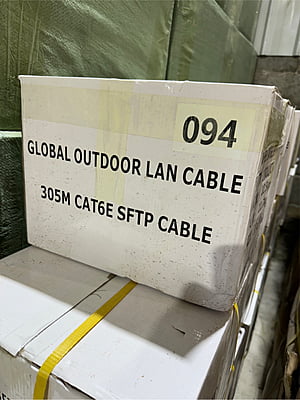 094
GLOBAL OUTDOOR LAN CABLE
305M CAT6E SFTP CABLE